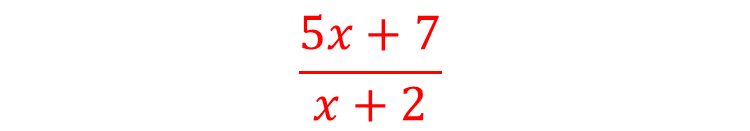 5x + 7
x + 2